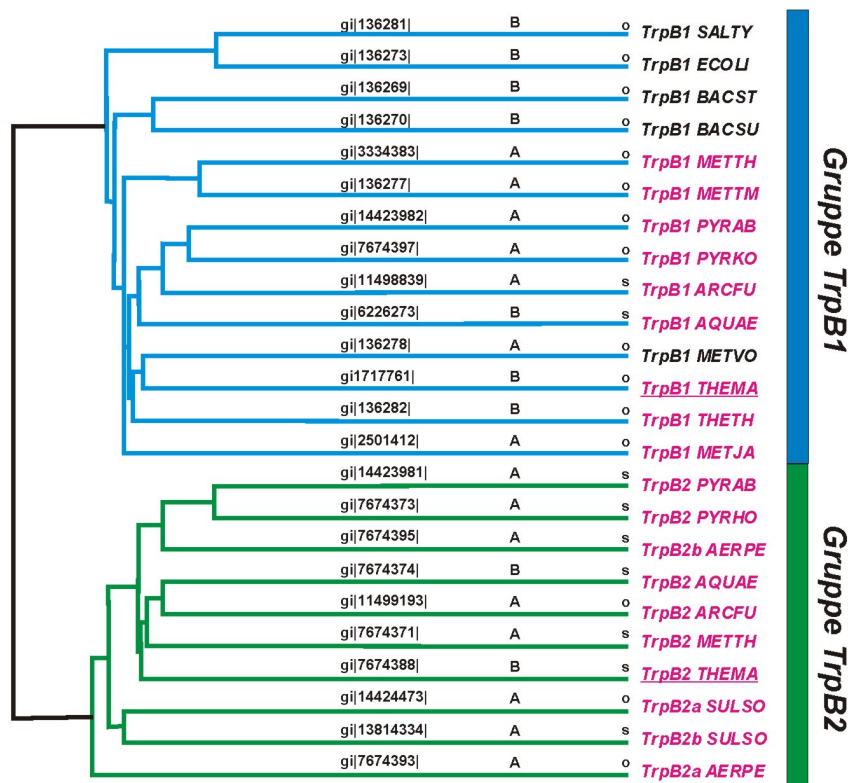 gi|136281| B o TrpB1 SALTY
gi|136273| B o TrpB1 ECOLI
gi|136269| B o TrpB1 BACST
gi|136270| B o TrpB1 BACSU
gi|3334383| A o TrpB1 METTH
gi|136277| A o TrpB1 METTM
gi|14423982| A o TrpB1 PYRAB
gi|7674397| A o TrpB1 PYRKO
gi|11498839| A s TrpB1 ARCFU
gi|6226273| B s TrpB1 AQUAE
gi|136278| A o TrpB1 METVO
gi1717761| B o TrpB1 THEMA
gi|136282| B o TrpB1 THETH
gi|2501412| A o TrpB1 METJA
Gruppe TrpB1
gi|14423981| A s TrpB2 PYRAB
gi|7674373| A s TrpB2 PYRHO
gi|7674395| A s TrpB2b AERPE
gi|7674374| B s TrpB2 AQUAE
gi|11499193| A o TrpB2 ARCFU
gi|7674371| A s TrpB2 METTH
gi|7674388| B s TrpB2 THEMA
gi|14424473| A o TrpB2a SULSO
gi|13814334| A s TrpB2b SULSO
gi|7674393| A o TrpB2a AERPE
Gruppe TrpB2